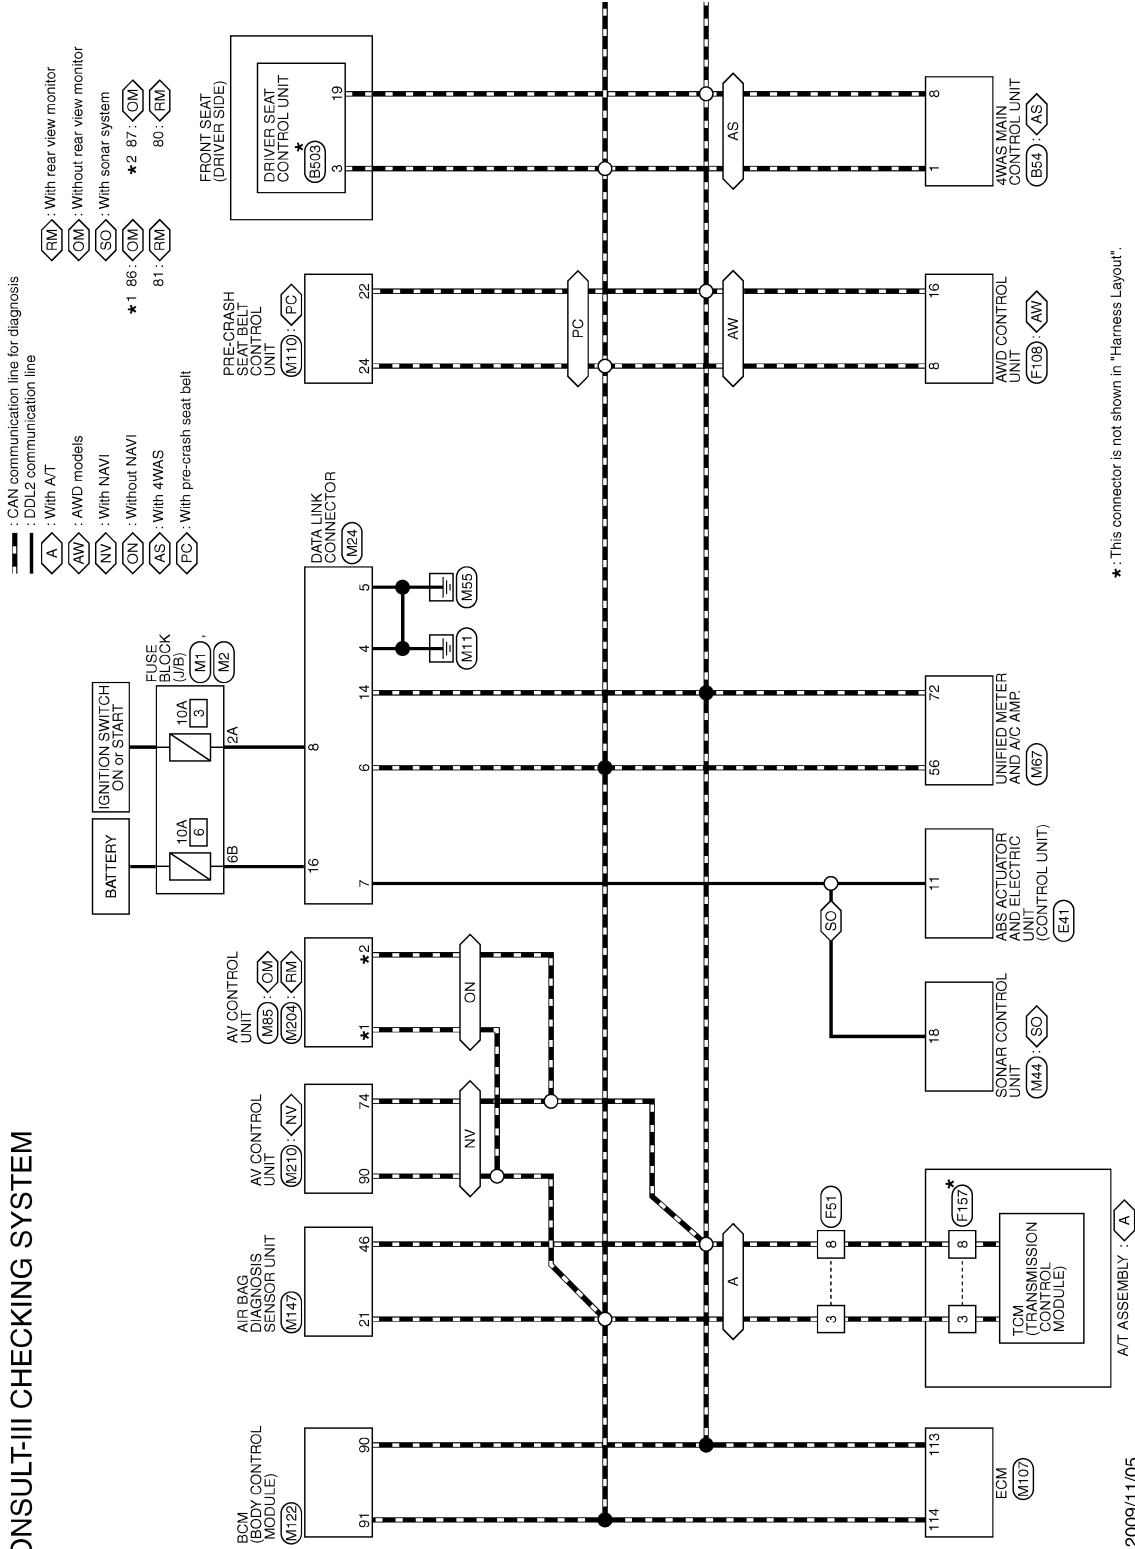 ONSULT-III CHECKING SYSTEM
: CAN communication line for diagnosis
: DDL2 communication line
A : With A/T
AW : AWD models
NV : With NAVI
ON : Without NAVI
AS : With 4WAS
PC : With pre-crash seat belt
RM : With rear view monitor
OM : Without rear view monitor
SO : With sonar system
*1 86 : OM
81 : RM
*2 87 : OM
80 : RM
BATTERY
IGNITION SWITCH
ON or START
10A
6
10A
3
FUSE
BLOCK
(J/B)
M1 ,
M2
6B
2A
BCM
(BODY CONTROL
MODULE)
M122
91
90
AIR BAG
DIAGNOSIS
SENSOR UNIT
M147
21
46
AV CONTROL
UNIT
M210 : NV
90
74
AV CONTROL
UNIT
M85 : OM
M204 : RM
*1
*2
DATA LINK
CONNECTOR
M24
16
8
7
6
14
4
5
M11
M55
PRE-CRASH
SEAT BELT
CONTROL
UNIT
M110 : PC
24
22
FRONT SEAT
(DRIVER SIDE)
DRIVER SEAT
CONTROL UNIT
*
B503
3
19
NV
ON
PC
A
SO
AW
AS
3
8
F51
3
8
F157
*
TCM
(TRANSMISSION
CONTROL
MODULE)
A/T ASSEMBLY : A
114
113
ECM
M107
18
SONAR CONTROL
UNIT
M44 : SO
11
ABS ACTUATOR
AND ELECTRIC
UNIT
(CONTROL UNIT)
E41
56
72
UNIFIED METER
AND A/C AMP.
M67
8
16
AWD CONTROL
UNIT
F108 : AW
1
8
4WAS MAIN
CONTROL UNIT
B54 : AS
* : This connector is not shown in "Harness Layout".
2009/11/05